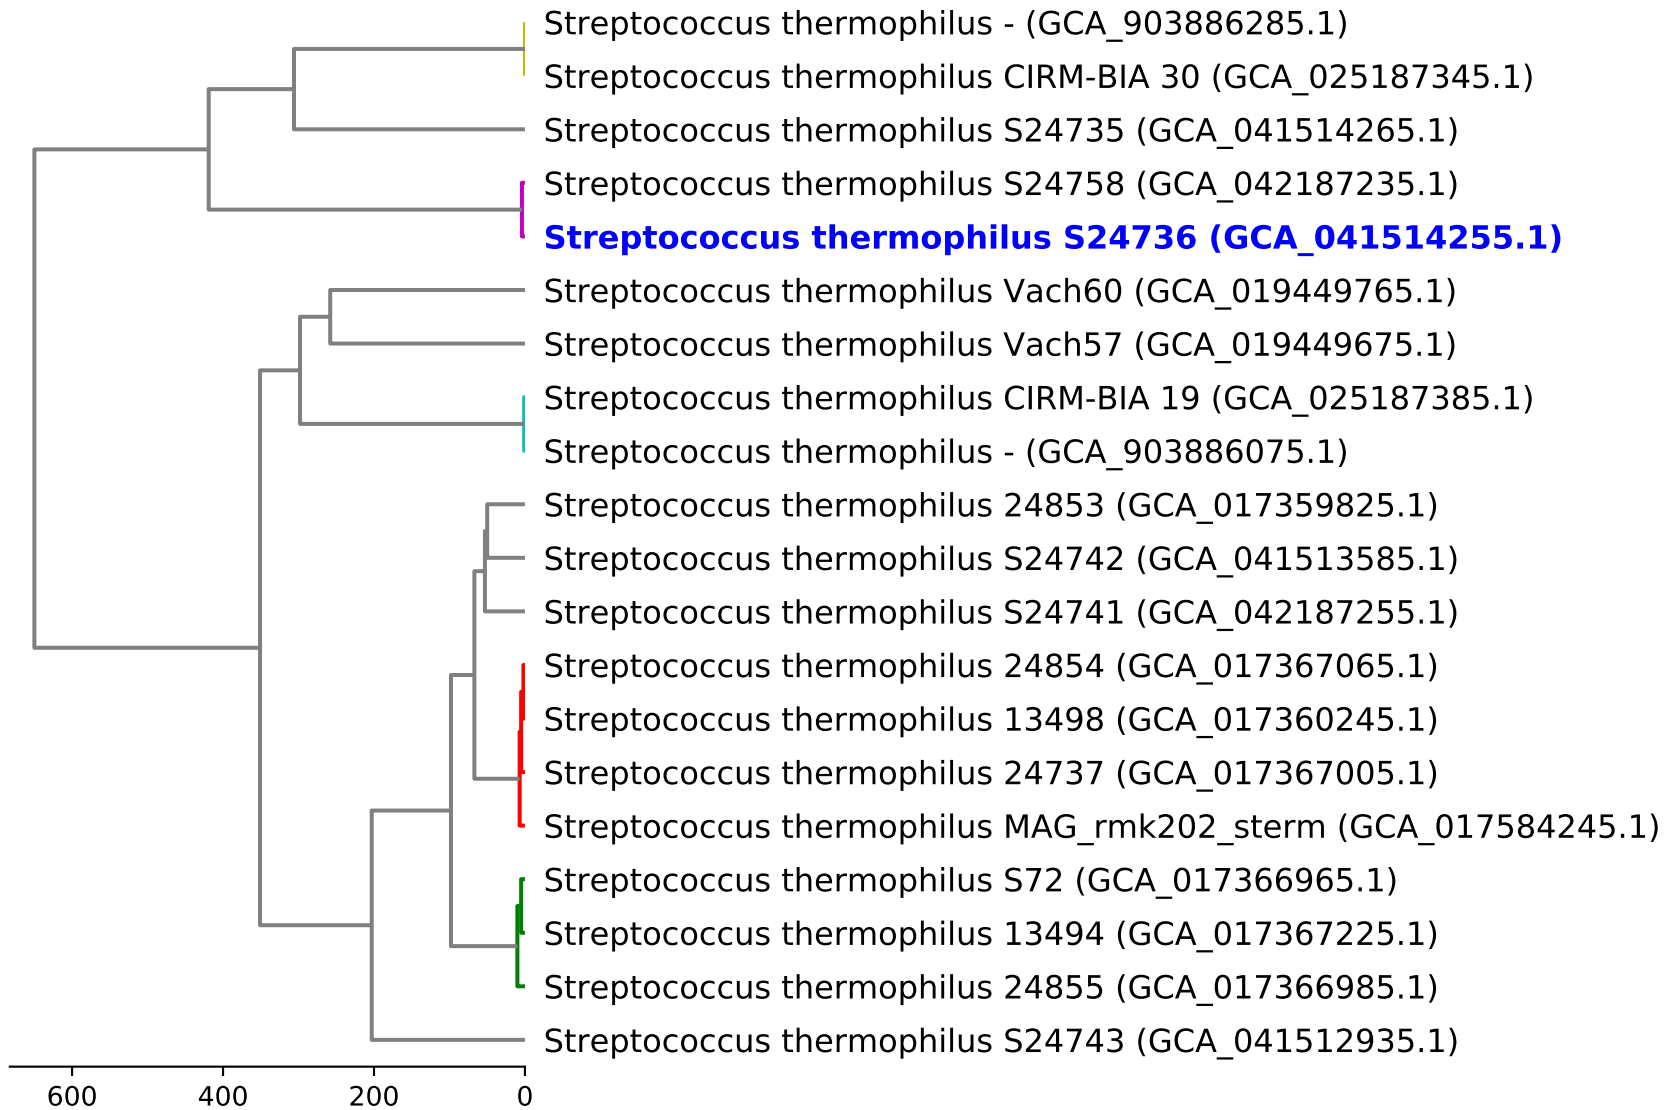 Streptococcus thermophilus - (GCA_903886285.1)
Streptococcus thermophilus CIRM-BIA 30 (GCA_025187345.1)
Streptococcus thermophilus S24735 (GCA_041514265.1)
Streptococcus thermophilus S24758 (GCA_042187235.1)
Streptococcus thermophilus S24736 (GCA_041514255.1)
Streptococcus thermophilus Vach60 (GCA_019449765.1)
Streptococcus thermophilus Vach57 (GCA_019449675.1)
Streptococcus thermophilus CIRM-BIA 19 (GCA_025187385.1)
Streptococcus thermophilus - (GCA_903886075.1)
Streptococcus thermophilus 24853 (GCA_017359825.1)
Streptococcus thermophilus S24742 (GCA_041513585.1)
Streptococcus thermophilus S24741 (GCA_042187255.1)
Streptococcus thermophilus 24854 (GCA_017367065.1)
Streptococcus thermophilus 13498 (GCA_017360245.1)
Streptococcus thermophilus 24737 (GCA_017367005.1)
Streptococcus thermophilus MAG_rmk202_sterm (GCA_017584245.1)
Streptococcus thermophilus S72 (GCA_017366965.1)
Streptococcus thermophilus 13494 (GCA_017367225.1)
Streptococcus thermophilus 24855 (GCA_017366985.1)
Streptococcus thermophilus S24743 (GCA_041512935.1)
600 400 200 0